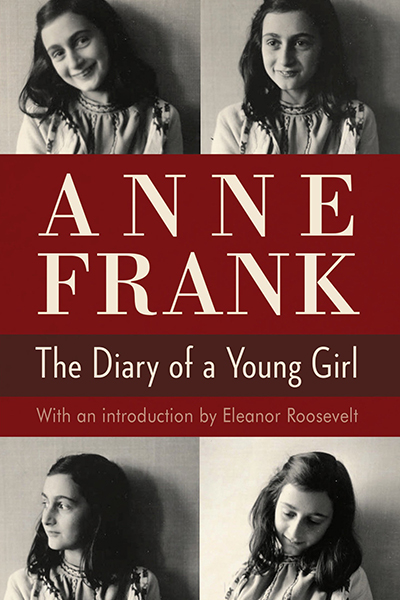 ANNE
FRANK
The Diary of a Young Girl
With an introduction by Eleanor Roosevelt